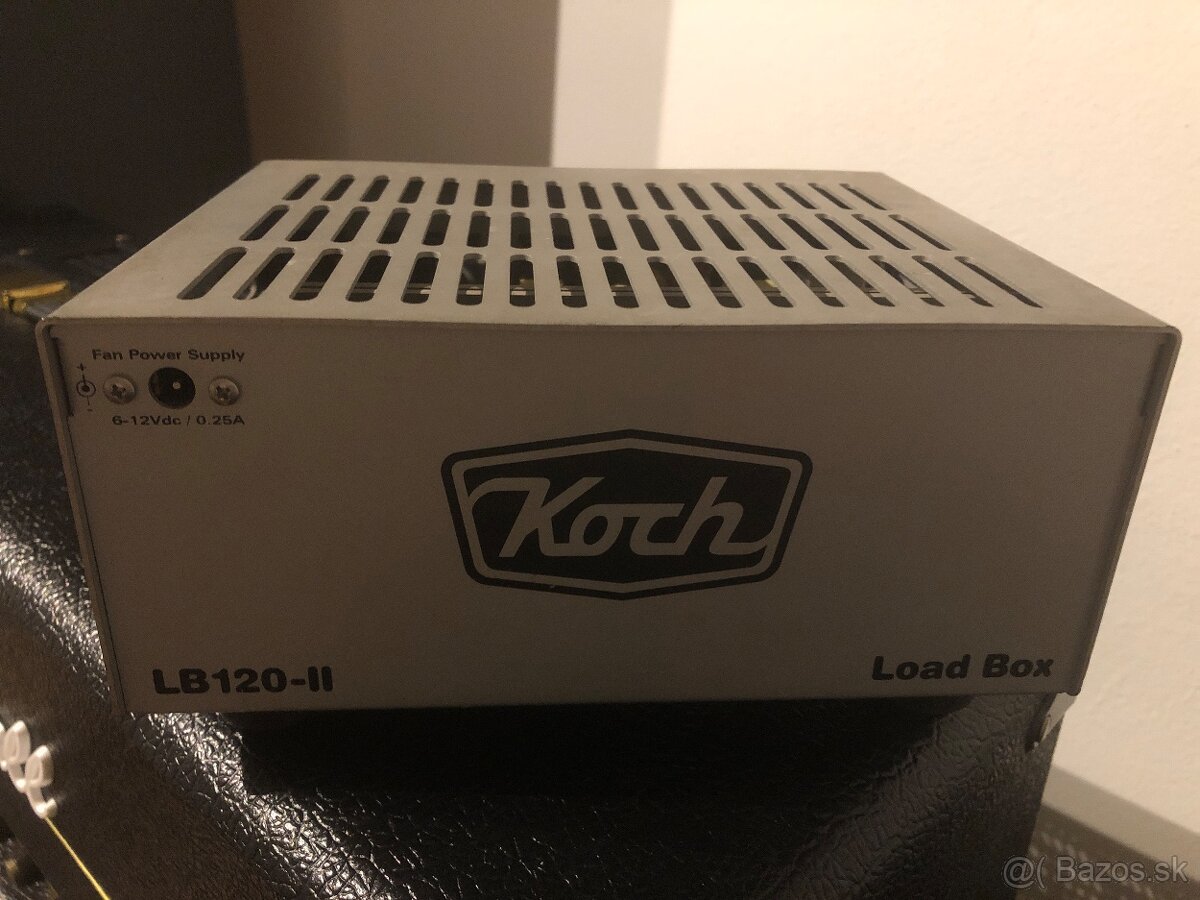 Fan Power Supply
+
-
6-12Vdc / 0.25A
Koch
LB120-II
Load Box
@( Bazos.sk